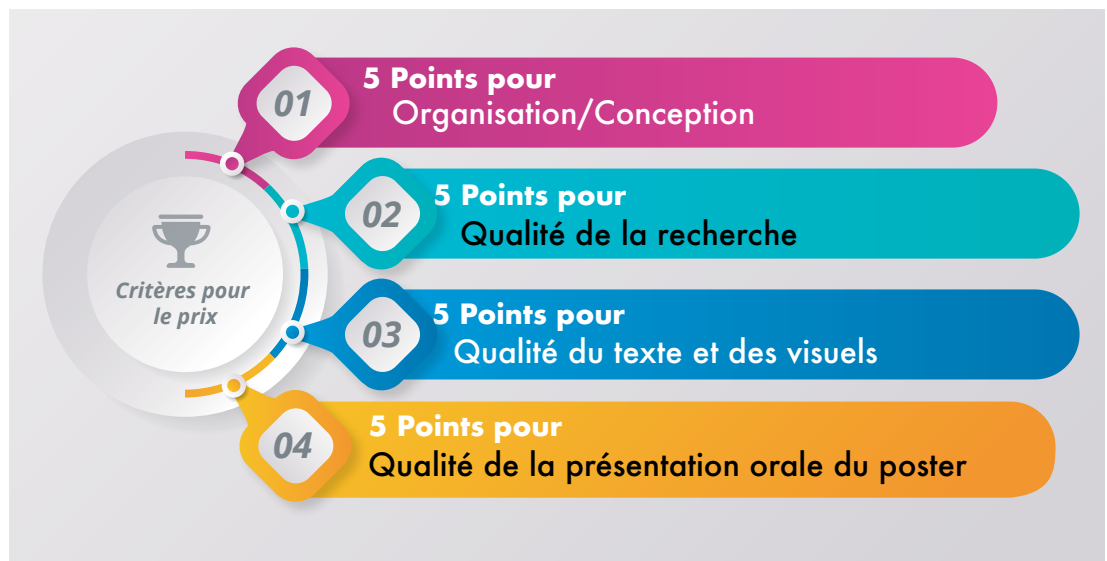 01
5 Points pour
Organisation/Conception
02
5 Points pour
Qualité de la recherche
Critères pour
le prix
03
5 Points pour
Qualité du texte et des visuels
04
5 Points pour
Qualité de la présentation orale du poster